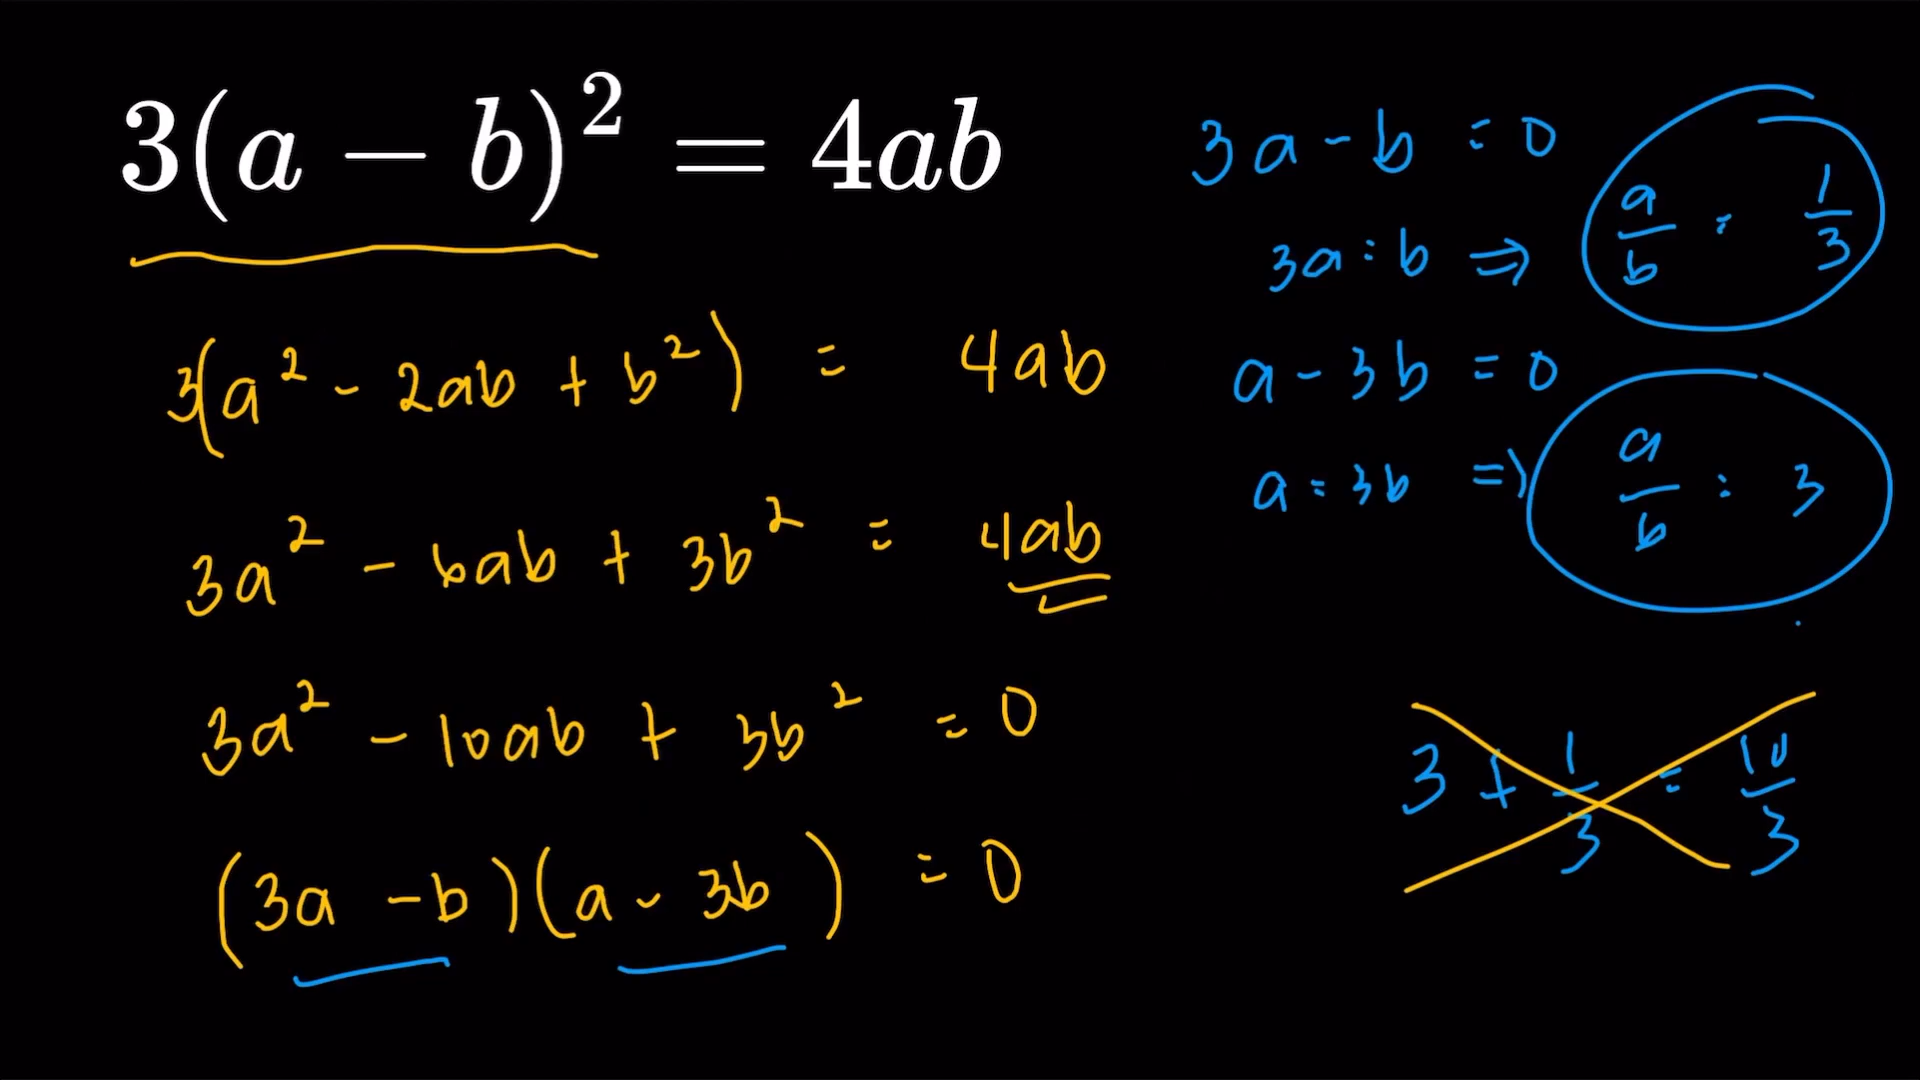 3(a − b)² = 4ab
3(a² - 2ab + b²) = 4ab
3a² - 6ab + 3b² = 4ab
3a² - 10ab + 3b² = 0
(3a - b)(a - 3b) = 0
3a - b = 0
3a = b ⇒ a/b = 1/3
a - 3b = 0
a = 3b ⇒ a/b = 3
3 + 1/3 = 10/3